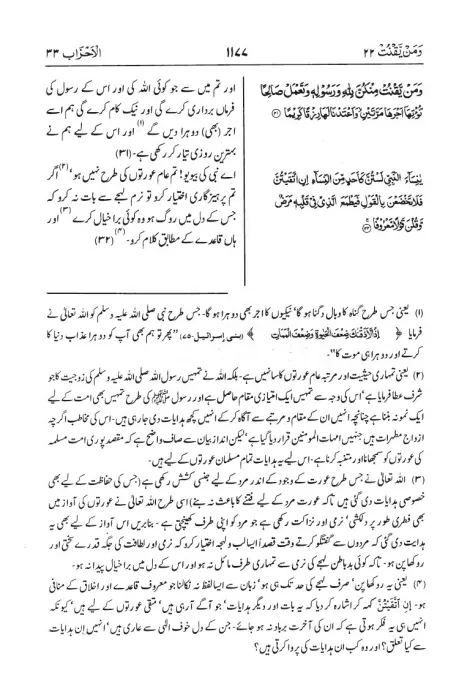 وَمَنْ يَّقْنُتْ ۲۲
۱۱۷۷
الأحزاب ۳۳
وَمَنْ يَّقْنُتْ مِنْكُنَّ لِلّٰهِ وَرَسُوْلِهٖ وَتَعْمَلْ صَالِحًا
نُّؤْتِهَآ اَجْرَهَا مَرَّتَيْنِ وَاَعْتَدْنَا لَهَا رِزْقًا كَرِيْمًا ۝
يٰنِسَآءَ النَّبِيِّ لَسْتُنَّ كَاَحَدٍ مِّنَ النِّسَآءِ اِنِ اتَّقَيْتُنَّ
فَلَا تَخْضَعْنَ بِالْقَوْلِ فَيَطْمَعَ الَّذِيْ فِيْ قَلْبِهٖ مَرَضٌ
وَّقُلْنَ قَوْلًا مَّعْرُوْفًا ۝
اور تم میں سے جو کوئی اللہ کی اور اس کے رسول کی
فرماں برداری کرے گی اور نیک کام کرے گی ہم اسے
اجر (بھی) دوہرا دیں گے (۱) اور اس کے لیے ہم نے
بہترین روزی تیار کر رکھی ہے۔ (۳۱)
اے نبی کی بیویو! تم عام عورتوں کی طرح نہیں ہو' (۲) اگر
تم پرہیزگاری اختیار کرو تو نرم لہجے سے بات نہ کرو کہ
جس کے دل میں روگ ہو وہ کوئی برا خیال کرے (۳) اور
ہاں قاعدے کے مطابق کلام کرو۔ (۴) (۳۲)
(۱) یعنی جس طرح گناہ کا وبال دگنا ہو گا' نیکیوں کا اجر بھی دوہرا ہو گا۔ جس طرح نبی صلی اللہ علیہ وسلم کو اللہ تعالیٰ نے
فرمایا ﴿ اِذًا لَّاَذَقْنٰكَ ضِعْفَ الْحَيٰوةِ وَضِعْفَ الْمَمَاتِ ﴾ (بنی إسرائیل۔۷۵) "پھر تو ہم بھی آپ کو دوہرا عذاب دنیا کا
کرتے اور دوہرا ہی موت کا"۔
(۲) یعنی تمہاری حیثیت اور مرتبہ عام عورتوں کا سا نہیں ہے۔ بلکہ اللہ نے تمہیں رسول اللہ صلی اللہ علیہ وسلم کی زوجیت کا جو
شرف عطا فرمایا ہے' اس کی وجہ سے تمہیں ایک امتیازی مقام حاصل ہے اور رسول ﷺ کی طرح تمہیں بھی امت کے لیے
ایک نمونہ بننا ہے چنانچہ انہیں ان کے مقام و مرتبے سے آگاہ کر کے انہیں کچھ ہدایات دی جا رہی ہیں۔ اس کی مخاطب اگرچہ
ازواج مطہرات ہیں جنہیں امہات المومنین قرار دیا گیا ہے' لیکن انداز بیان سے صاف واضح ہے کہ مقصد پوری امت مسلمہ
کی عورتوں کو سمجھانا اور متنبہ کرنا ہے۔ اس لیے یہ ہدایات تمام مسلمان عورتوں کے لیے ہے۔
(۳) اللہ تعالیٰ نے جس طرح عورت کے وجود کے اندر مرد کے لیے جنسی کشش رکھی ہے (جس کی حفاظت کے لیے بھی
خصوصی ہدایات دی گئی ہیں تاکہ عورت مرد کے لیے فتنے کا باعث نہ بنے) اسی طرح اللہ تعالیٰ نے عورتوں کی آواز میں
بھی فطری طور پر دلکشی' نرمی اور نزاکت رکھی ہے جو مرد کو اپنی طرف کھینچتی ہے۔ بنابریں اس آواز کے لیے بھی یہ
ہدایت دی گئی کہ مردوں سے گفتگو کرتے وقت قصداً ایسا لب و لہجہ اختیار کرو کہ نرمی اور لطافت کی جگہ قدرے سختی اور
روکھا پن ہو۔ تاکہ کوئی بدباطن لہجے کی نرمی سے تمہاری طرف مائل نہ ہو اور اس کے دل میں برا خیال پیدا نہ ہو۔
(۴) یعنی یہ روکھا پن' صرف لہجے کی حد تک ہی ہو' زبان سے ایسا لفظ نہ نکالنا جو معروف قاعدے اور اخلاق کے منافی
ہو۔ اِنِ اتَّقَيْتُنَّ کہہ کر اشارہ کر دیا کہ یہ بات اور دیگر ہدایات' جو آگے آرہی ہیں' متقی عورتوں کے لیے ہیں' کیونکہ
انہیں ہی یہ فکر ہوتی ہے کہ ان کی آخرت برباد نہ ہو جائے۔ جن کے دل خوف الٰہی سے عاری ہیں' انہیں ان ہدایات
سے کیا تعلق؟ اور وہ کب ان ہدایات کی پروا کرتی ہیں؟